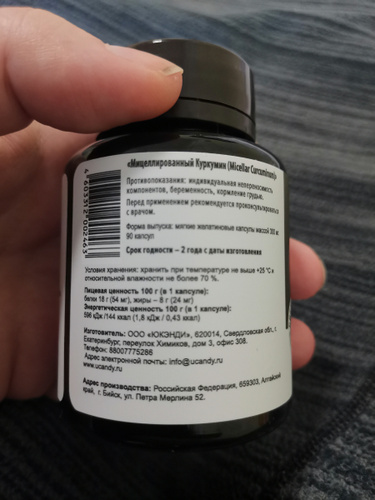 «Мицеллированный Куркумин (Micellar Curcuminon)»
Противопоказания: индивидуальная непереносимость
компонентов, беременность, кормление грудью.
Перед применением рекомендуется проконсультироваться
с врачом.
Форма выпуска: мягкие желатиновые капсулы массой 300 мг
90 капсул
Срок годности – 2 года с даты изготовления
Условия хранения: хранить при температуре не выше +25 °С и
относительной влажности не более 70 %.
Пищевая ценность 100 г (в 1 капсуле):
белки 18 г (54 мг), жиры – 8 г (24 мг)
Энергетическая ценность 100 г (в 1 капсуле):
596 кДж /144 ккал (1,8 кДж / 0,43 ккал)
Изготовитель: ООО «ЮКЭНДИ», 620014, Свердловская обл., г.
Екатеринбург, переулок Химиков, дом 3, офис 308.
Телефон: 88007775286
Адрес электронной почты: info@ucandy.ru
www.ucandy.ru
Адрес производства: Российская Федерация, 659303, Алтайский
край, г. Бийск, ул. Петра Мерлина 52.